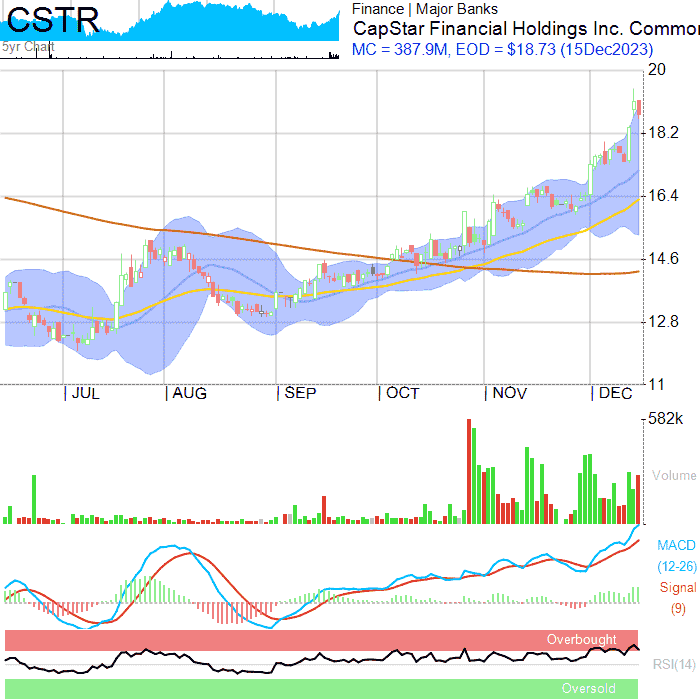 CSTR
5yr Chart
Finance | Major Banks
CapStar Financial Holdings Inc. Common
MC = 387.9M, EOD = $18.73 (15Dec2023)
20
18.2
16.4
14.6
12.8
11
| JUL | AUG | SEP | OCT | NOV | DEC
582k
Volume
MACD
(12-26)
Signal
(9)
Overbought
RSI(14)
Oversold